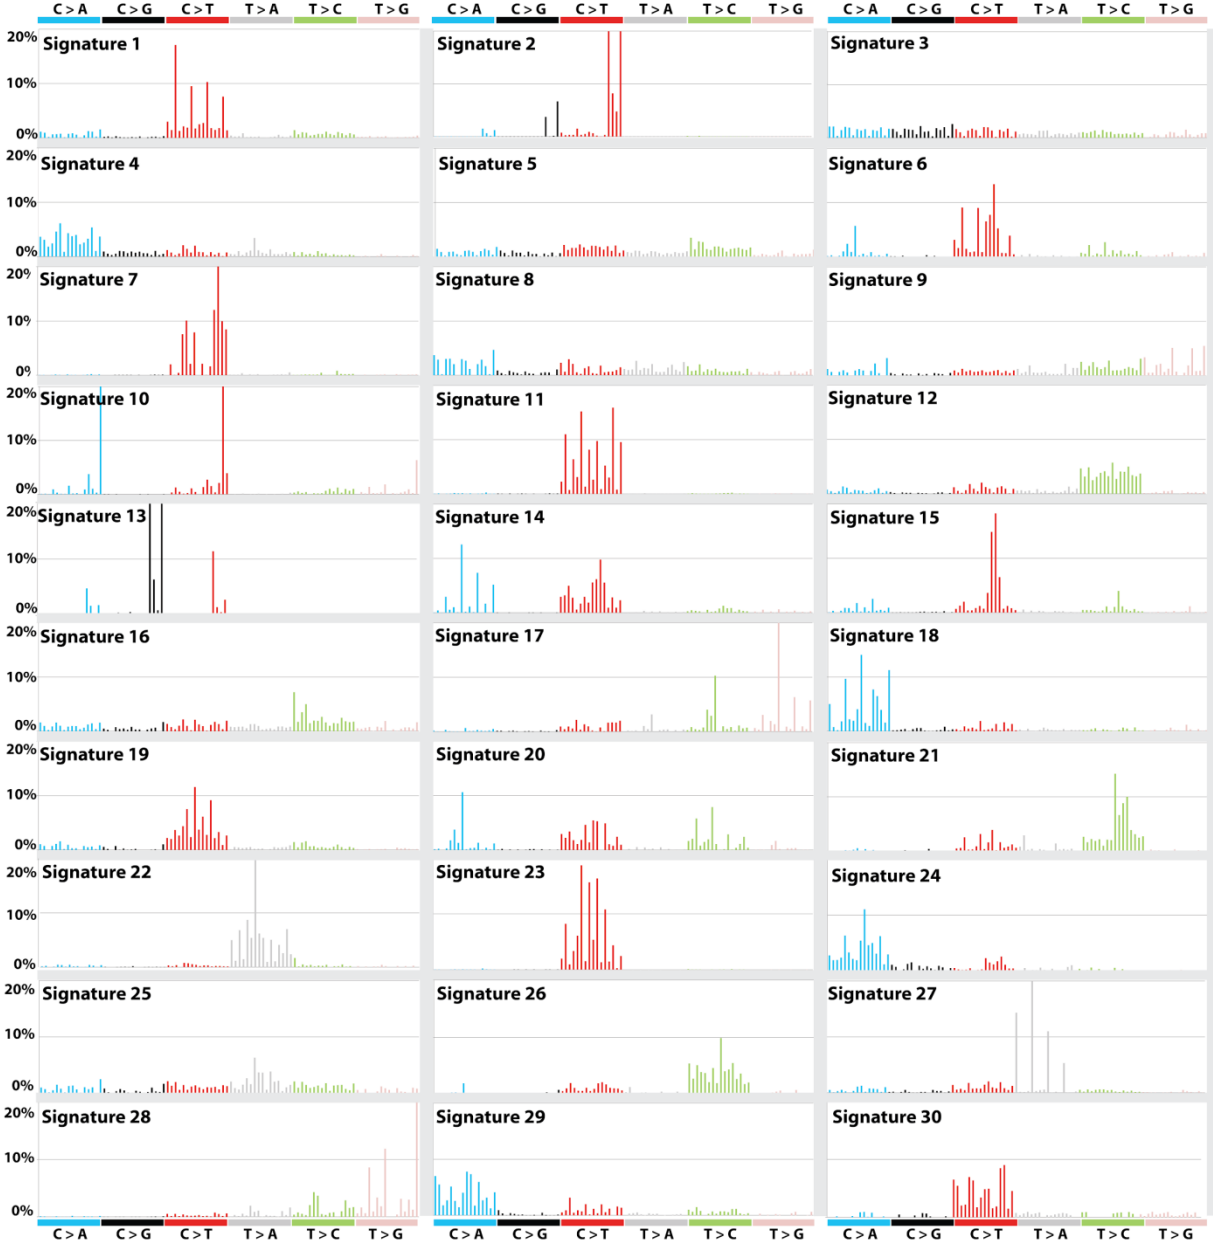 C > A C > G C > T T > A T > C T > G C > A C > G C > T T > A T > C T > G C > A C > G C > T T > A T > C T > G
20% Signature 1 Signature 2 Signature 3
10%
0%
20% Signature 4 Signature 5 Signature 6
10%
0%
20% Signature 7 Signature 8 Signature 9
10%
0%
20% Signature 10 Signature 11 Signature 12
10%
0%
20% Signature 13 Signature 14 Signature 15
10%
0%
20% Signature 16 Signature 17 Signature 18
10%
0%
20% Signature 19 Signature 20 Signature 21
10%
0%
20% Signature 22 Signature 23 Signature 24
10%
0%
20% Signature 25 Signature 26 Signature 27
10%
0%
20% Signature 28 Signature 29 Signature 30
10%
0%
C > A C > G C > T T > A T > C T > G C > A C > G C > T T > A T > C T > G C > A C > G C > T T > A T > C T > G